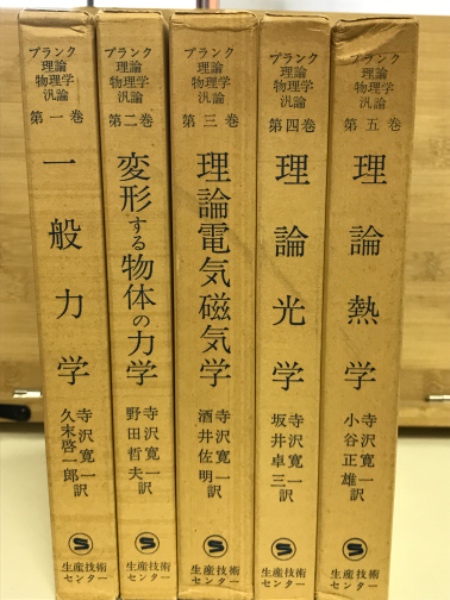 プランク
理論
物理学
汎論
第一巻
一般力学
寺沢寛一
久末啓一郎訳
S
生産技術
センター
プランク
理論
物理学
汎論
第二巻
変形する物体の力学
寺沢寛一
野田哲夫訳
S
生産技術
センター
プランク
理論
物理学
汎論
第三巻
理論電気磁気学
寺沢寛一
酒井佐明訳
S
生産技術
センター
プランク
理論
物理学
汎論
第四巻
理論光学
寺沢寛一
坂井卓三訳
S
生産技術
センター
プランク
理論
物理学
汎論
第五巻
理論熱学
寺沢寛一
小谷正雄訳
S
生産技術
センター